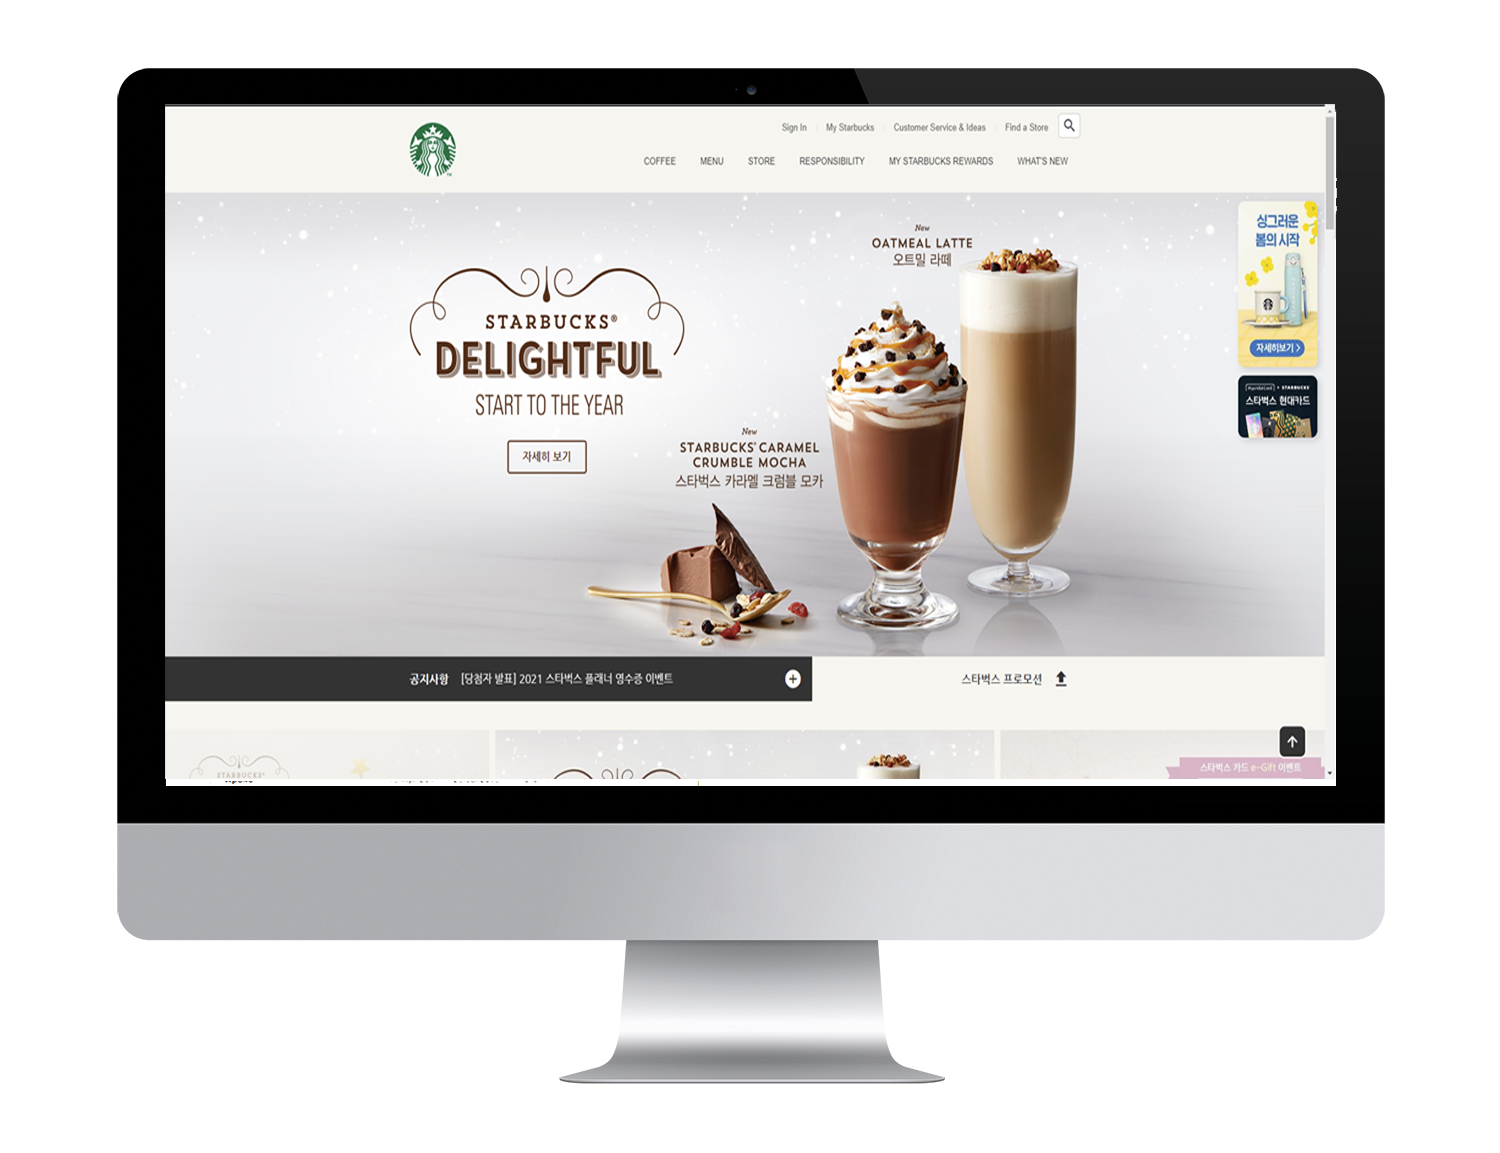 Sign In
My Starbucks
Customer Service & Ideas
Find a Store
COFFEE
MENU
STORE
RESPONSIBILITY
MY STARBUCKS REWARDS
WHAT'S NEW
STARBUCKS®
DELIGHTFUL
START TO THE YEAR
자세히 보기
New
OATMEAL LATTE
오트밀 라떼
New
STARBUCKS® CARAMEL
CRUMBLE MOCHA
스타벅스 카라멜 크럼블 모카
싱그러운
봄의 시작
자세히보기 >
HyundaiCard + STARBUCKS
스타벅스 현대카드
공지사항 [당첨자 발표] 2021 스타벅스 플래너 영수증 이벤트
스타벅스 프로모션
STARBUCKS®
스타벅스 카드 e-Gift 이벤트